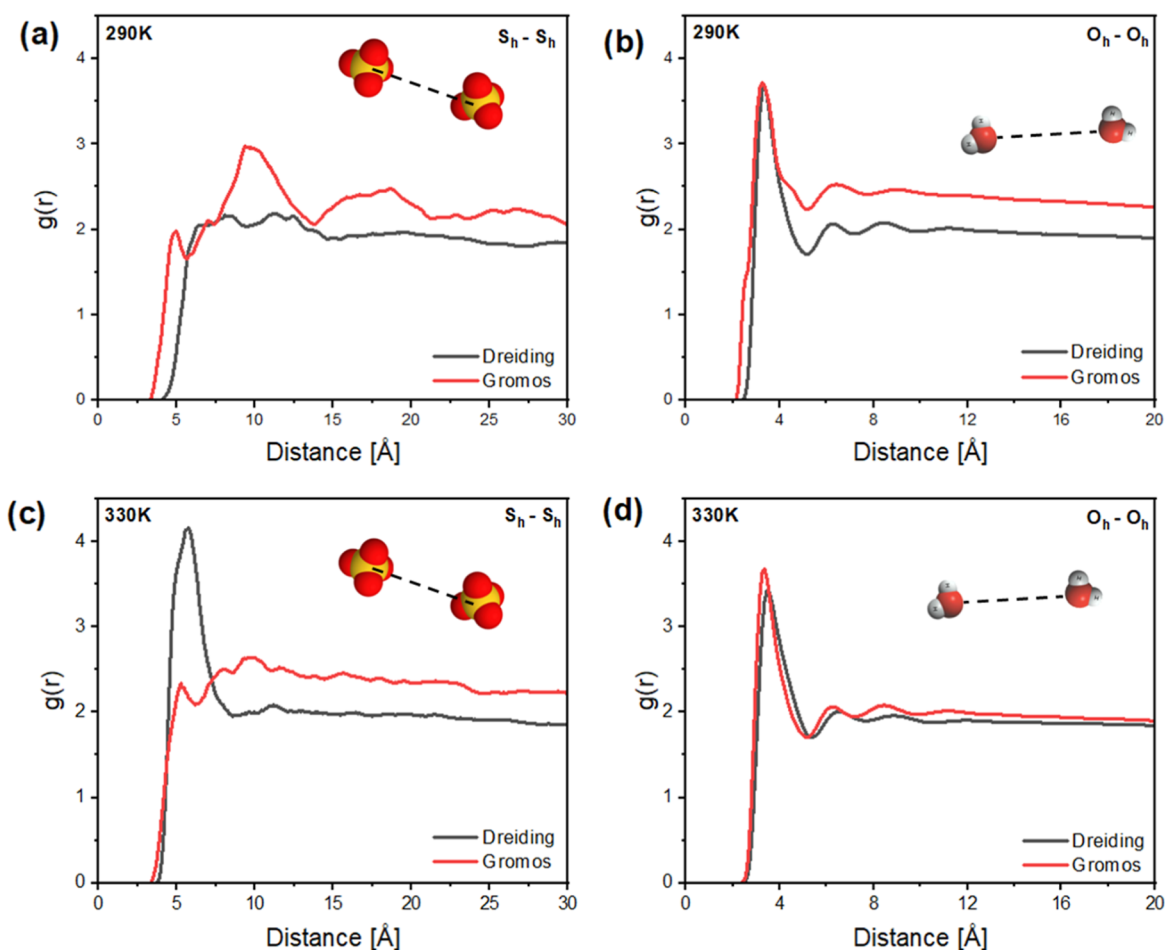 (a)
290K
Sh - Sh
4
3
2
1
0
g(r)
Dreiding
Gromos
0 5 10 15 20 25 30
Distance [Å]
(b)
290K
Oh - Oh
4
3
2
1
0
g(r)
H
H
H
H
Dreiding
Gromos
0 4 8 12 16 20
Distance [Å]
(c)
330K
Sh - Sh
4
3
2
1
0
g(r)
Dreiding
Gromos
0 5 10 15 20 25 30
Distance [Å]
(d)
330K
Oh - Oh
4
3
2
1
0
g(r)
H
H
H
H
Dreiding
Gromos
0 4 8 12 16 20
Distance [Å]